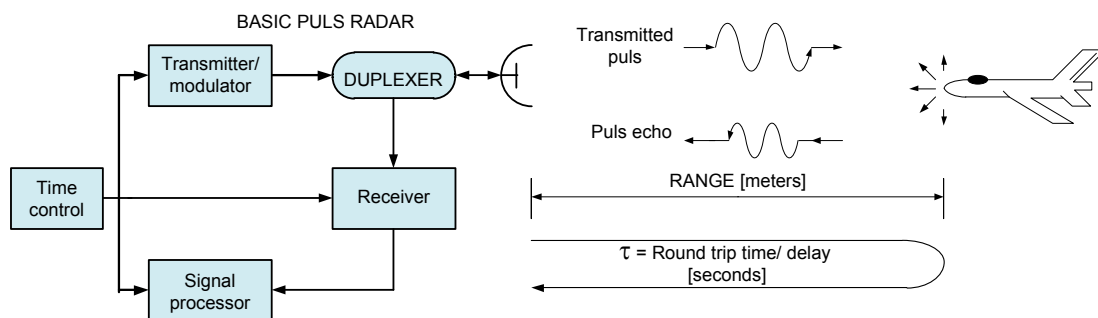 BASIC PULS RADAR
Transmitter/
modulator
DUPLEXER
Transmitted
puls
Puls echo
Time
control
Receiver
RANGE [meters]
τ = Round trip time/ delay
[seconds]
Signal
processor